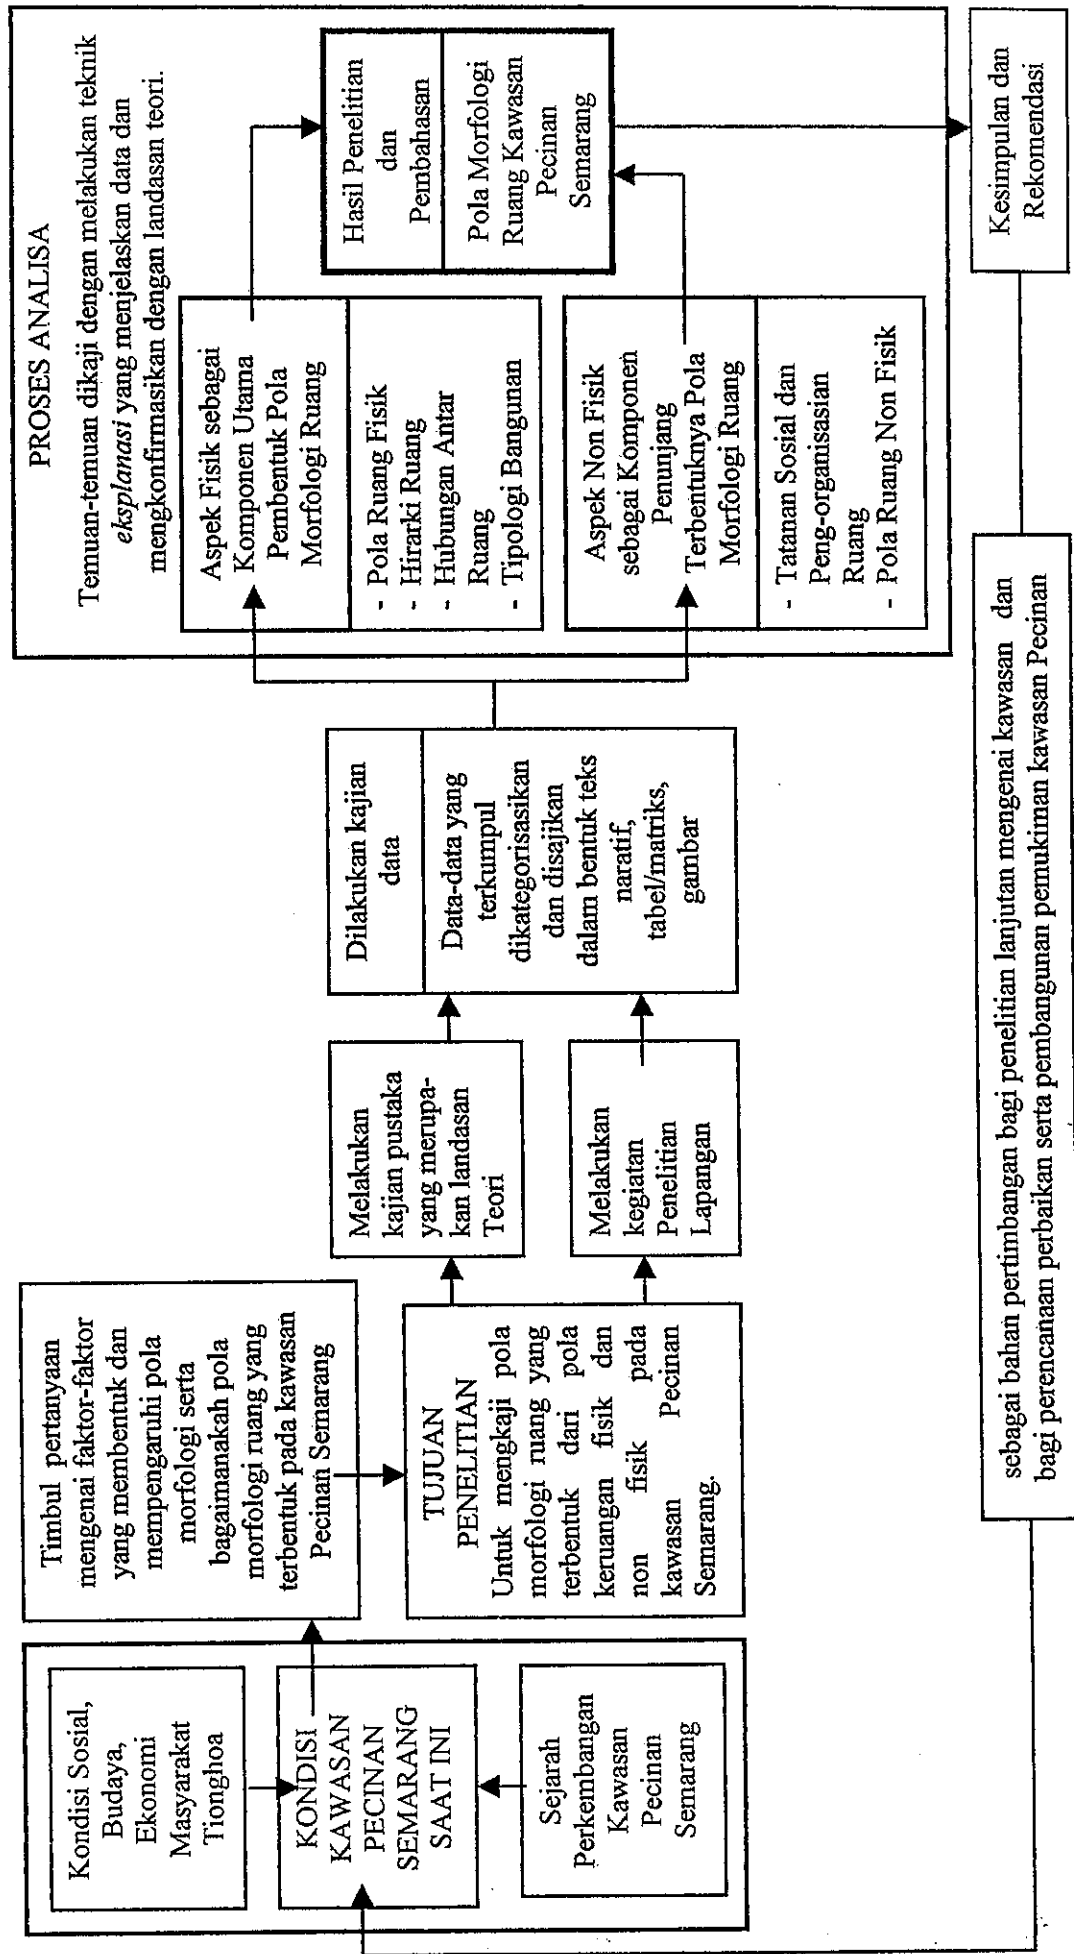 Kondisi Sosial,
Budaya,
Ekonomi
Masyarakat
Tionghoa
KONDISI
KAWASAN
PECINAN
SEMARANG
SAAT INI
Sejarah
Perkembangan
Kawasan
Pecinan
Semarang
Timbul pertanyaan
mengenai faktor-faktor
yang membentuk dan
mempengaruhi pola
morfologi serta
bagaimanakah pola
morfologi ruang yang
terbentuk pada kawasan
Pecinan Semarang
TUJUAN
PENELITIAN
Untuk mengkaji pola
morfologi ruang yang
terbentuk dari pola
keruangan fisik dan
non fisik pada
kawasan Pecinan
Semarang.
Melakukan
kajian pustaka
yang merupa-
kan landasan
Teori
Melakukan
kegiatan
Penelitian
Lapangan
Dilakukan kajian
data
Data-data yang
terkumpul
dikategorisasikan
dan disajikan
dalam bentuk teks
naratif,
tabel/matriks,
gambar
PROSES ANALISA
Temuan-temuan dikaji dengan melakukan teknik
eksplanasi yang menjelaskan data dan
mengkonfirmasikan dengan landasan teori.
Aspek Fisik sebagai
Komponen Utama
Pembentuk Pola
Morfologi Ruang
- Pola Ruang Fisik
- Hirarki Ruang
- Hubungan Antar
Ruang
- Tipologi Bangunan
Aspek Non Fisik
sebagai Komponen
Penunjang
Terbentuknya Pola
Morfologi Ruang
- Tatanan Sosial dan
Peng-organisasian
Ruang
- Pola Ruang Non Fisik
Hasil Penelitian
dan
Pembahasan
Pola Morfologi
Ruang Kawasan
Pecinan
Semarang
Kesimpulan dan
Rekomendasi
sebagai bahan pertimbangan bagi penelitian lanjutan mengenai kawasan dan
bagi perencanaan perbaikan serta pembangunan pemukiman kawasan Pecinan